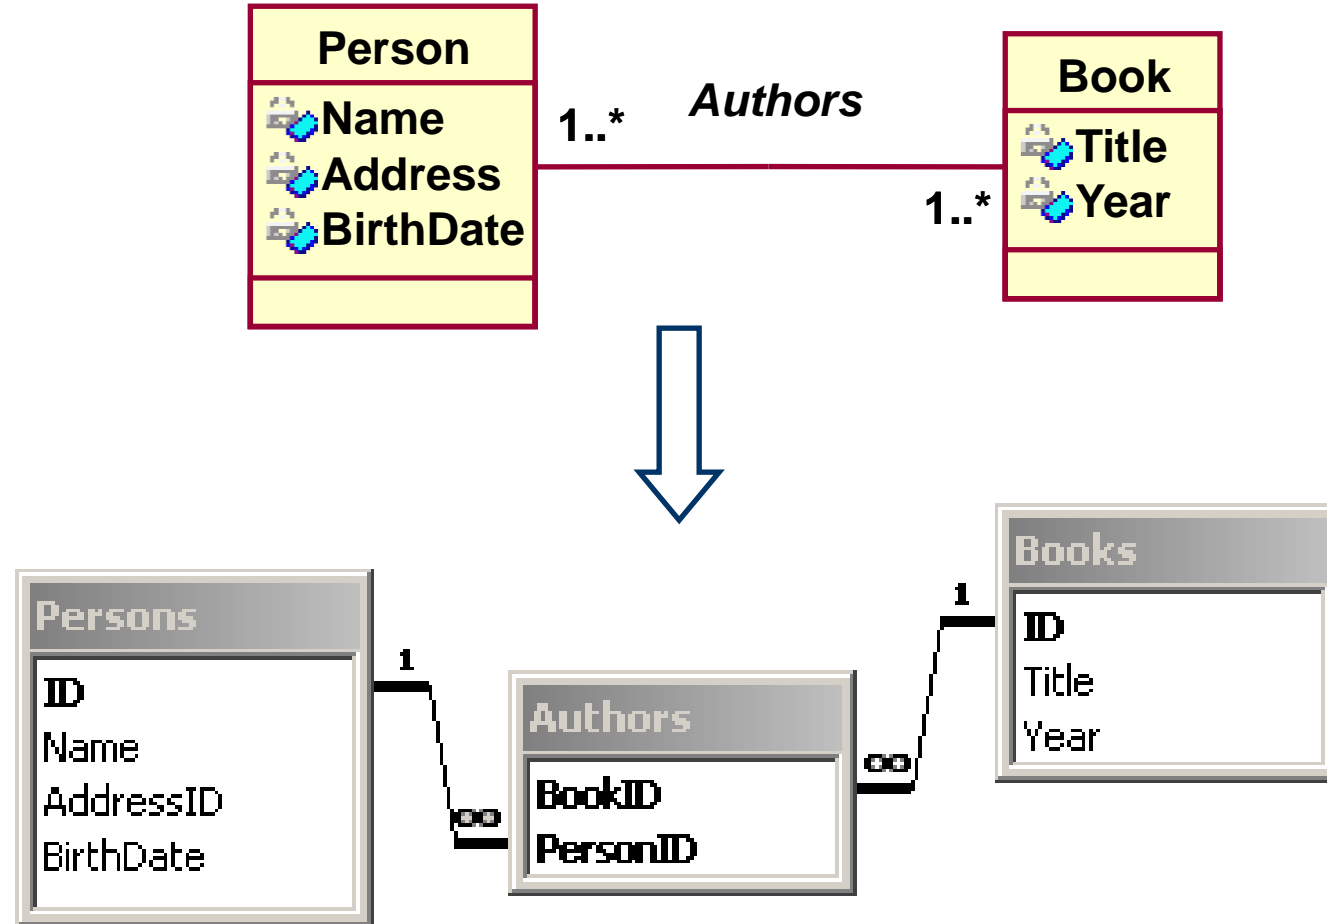 Person
Name
Address
BirthDate
1..*
Authors
1..*
Book
Title
Year
Persons
ID
Name
AddressID
BirthDate
1
∞
Authors
BookID
PersonID
∞
1
Books
ID
Title
Year